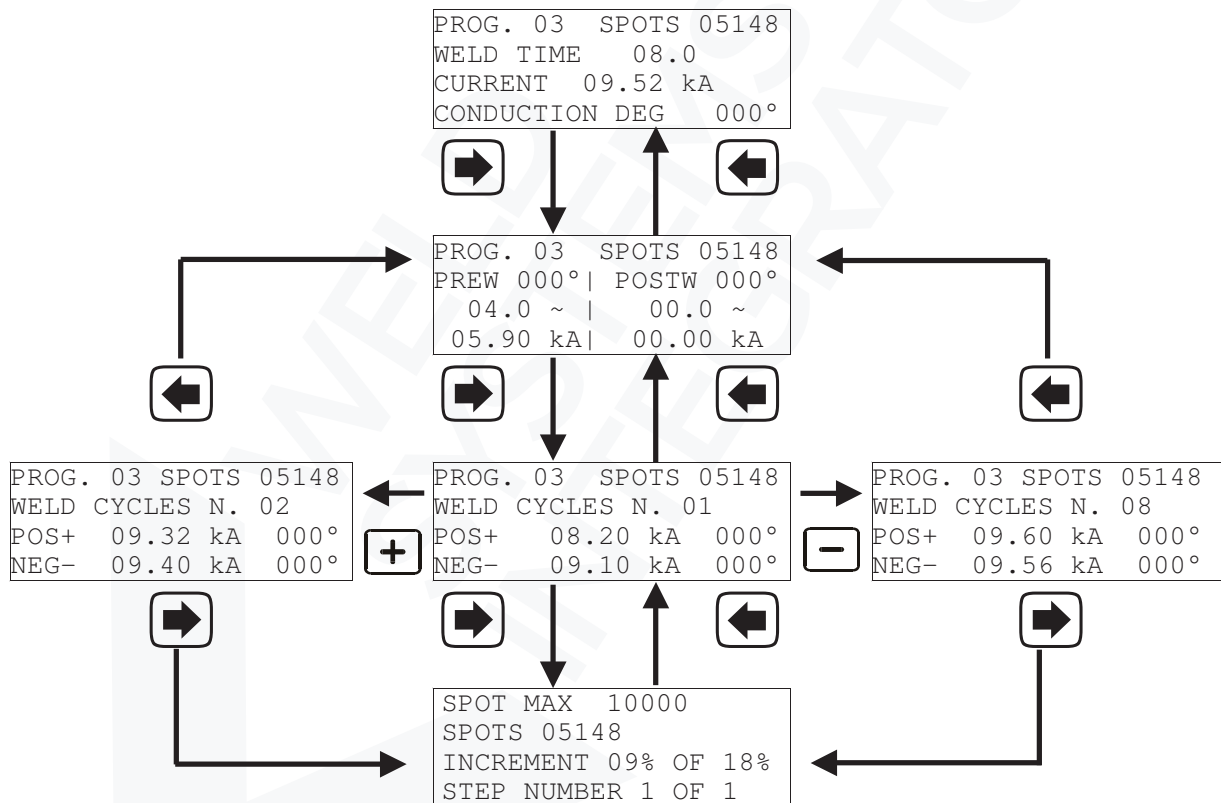 PROG. 03 SPOTS 05148
WELD TIME 08.0
CURRENT 09.52 kA
CONDUCTION DEG 000°
PROG. 03 SPOTS 05148
PREW 000°| POSTW 000°
04.0 ~ | 00.0 ~
05.90 kA| 00.00 kA
PROG. 03 SPOTS 05148
WELD CYCLES N. 02
POS+ 09.32 kA 000°
NEG- 09.40 kA 000°
+
PROG. 03 SPOTS 05148
WELD CYCLES N. 01
POS+ 08.20 kA 000°
NEG- 09.10 kA 000°
-
PROG. 03 SPOTS 05148
WELD CYCLES N. 08
POS+ 09.60 kA 000°
NEG- 09.56 kA 000°
SPOT MAX 10000
SPOTS 05148
INCREMENT 09% OF 18%
STEP NUMBER 1 OF 1